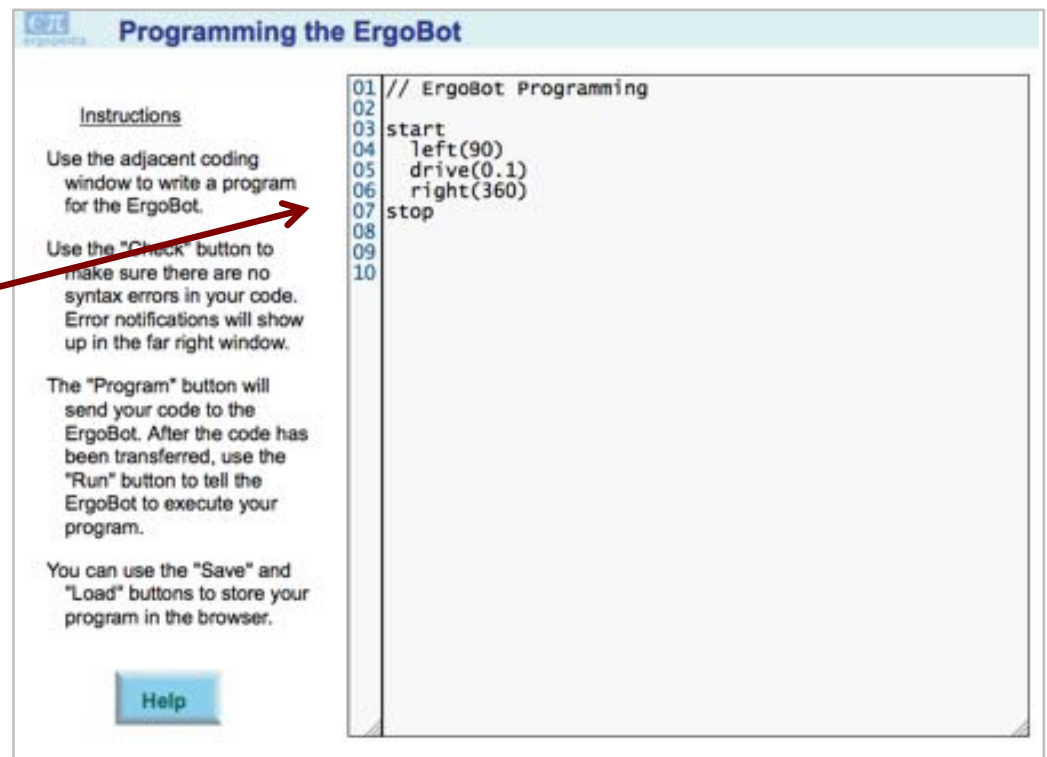 Programming the ErgoBot
Instructions
Use the adjacent coding
window to write a program
for the ErgoBot.
Use the "Check" button to
make sure there are no
syntax errors in your code.
Error notifications will show
up in the far right window.
The "Program" button will
send your code to the
ErgoBot. After the code has
been transferred, use the
"Run" button to tell the
ErgoBot to execute your
program.
You can use the "Save" and
"Load" buttons to store your
program in the browser.
Help
01 // ErgoBot Programming
02
03 start
04 left(90)
05 drive(0.1)
06 right(360)
07 stop
08
09
10